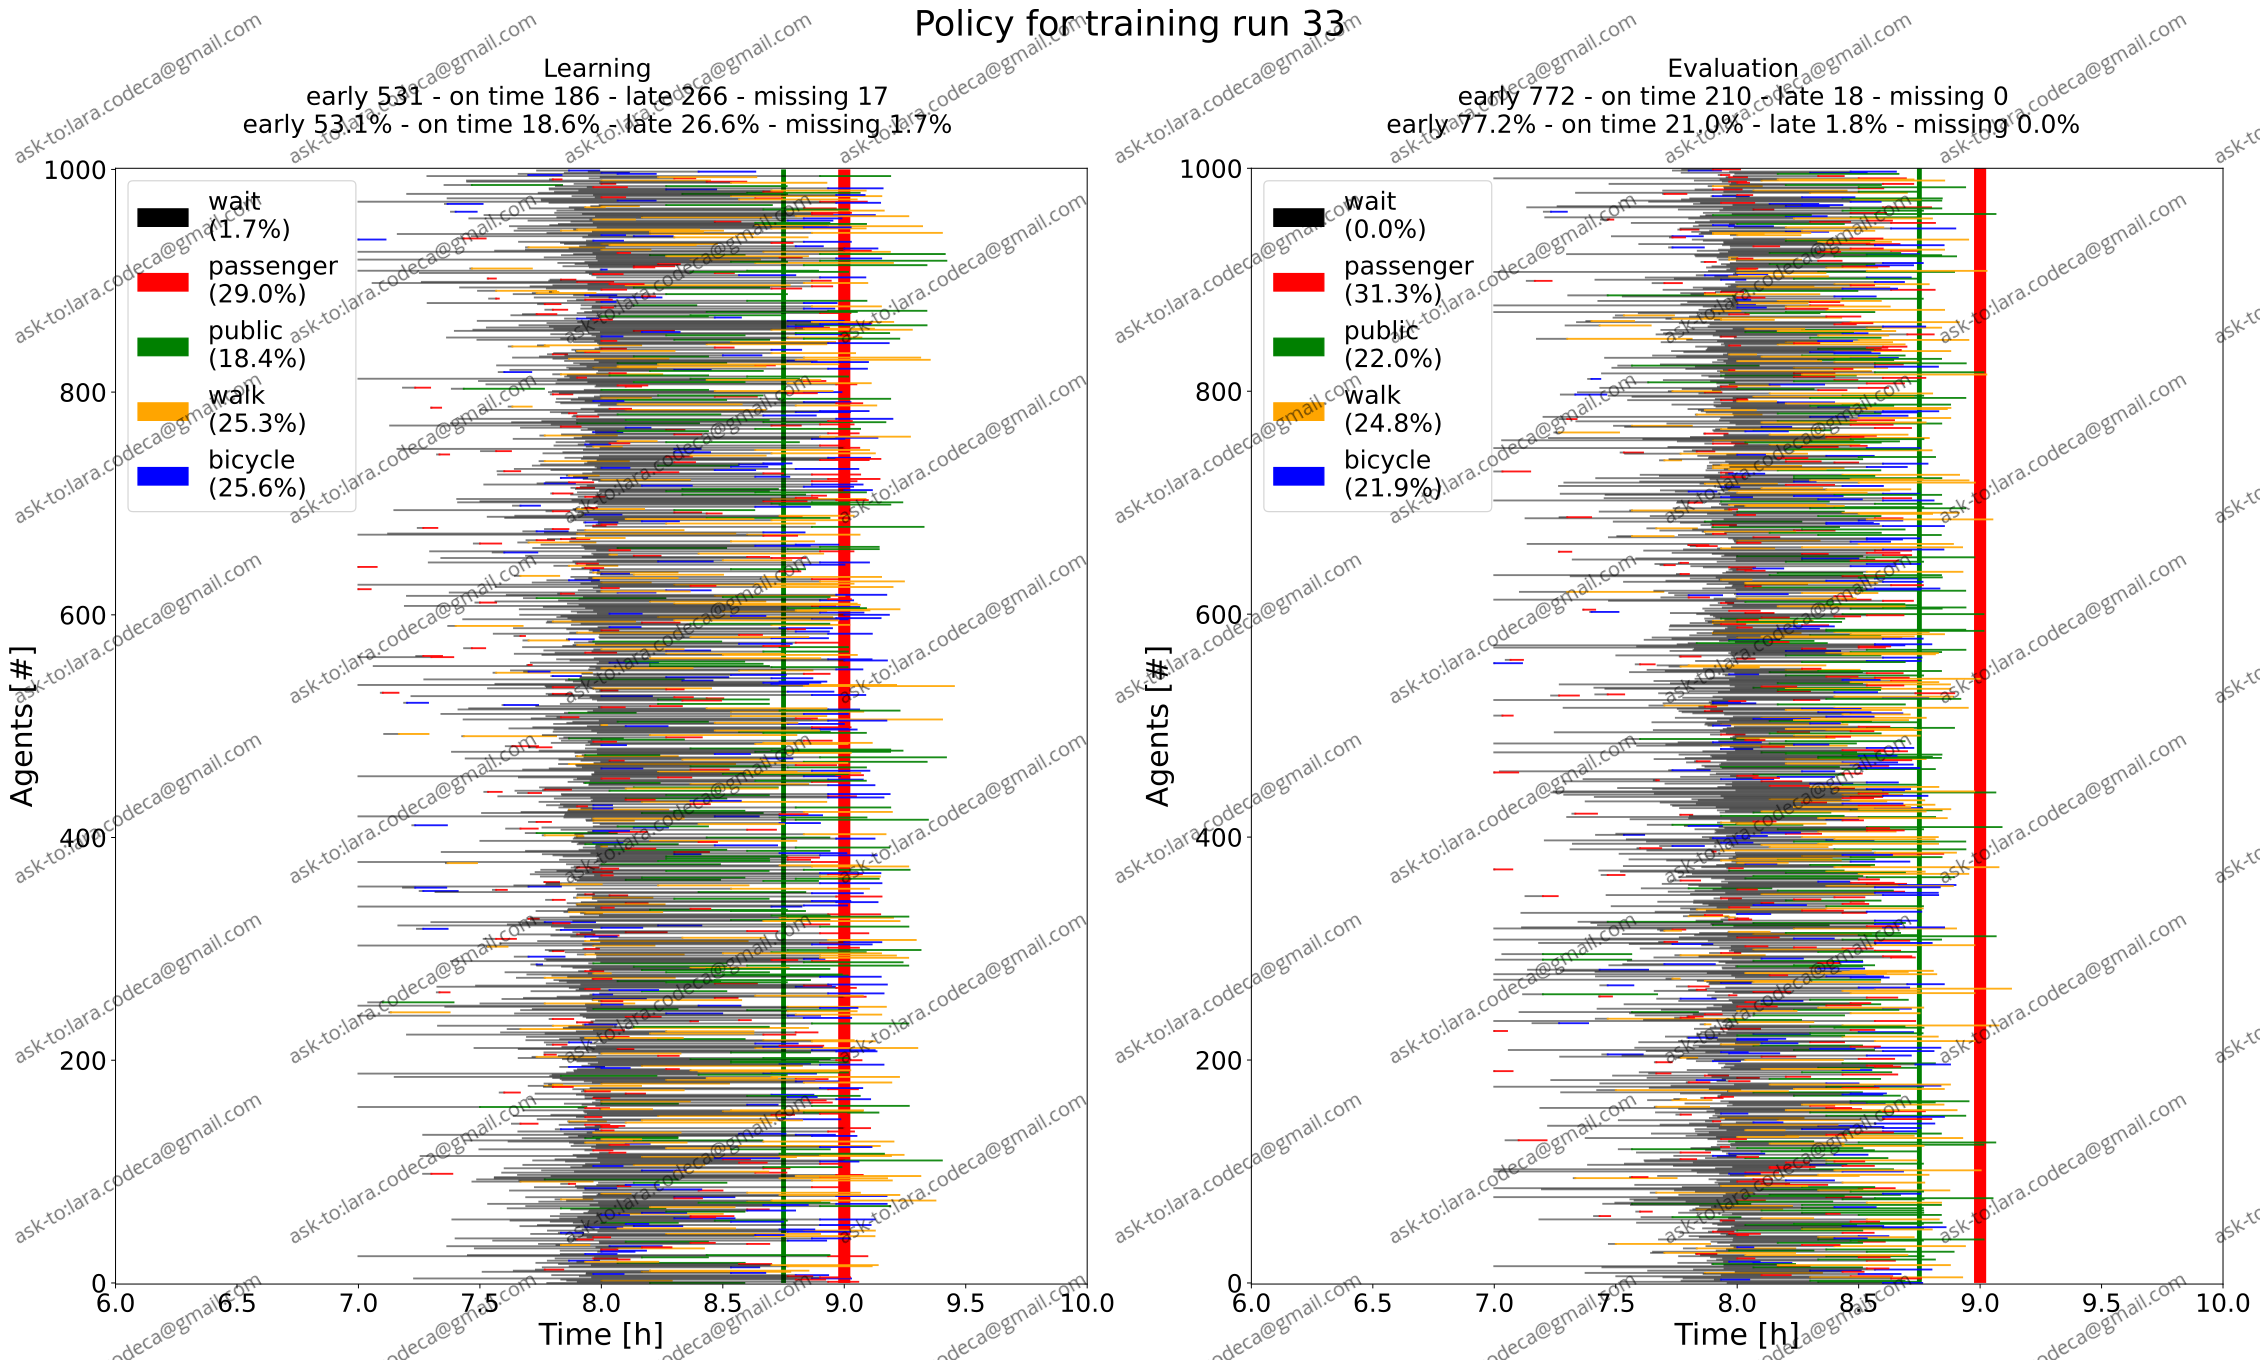 Policy for training run 33
Learning
early 531 - on time 186 - late 266 - missing 17
early 53.1% - on time 18.6% - late 26.6% - missing 1.7%
Evaluation
early 772 - on time 210 - late 18 - missing 0
early 77.2% - on time 21.0% - late 1.8% - missing 0.0%
wait
(1.7%)
passenger
(29.0%)
public
(18.4%)
walk
(25.3%)
bicycle
(25.6%)
1000
800
600
400
200
0
Agents [#]
6.0 6.5 7.0 7.5 8.0 8.5 9.0 9.5 10.0
Time [h]
wait
(0.0%)
passenger
(31.3%)
public
(22.0%)
walk
(24.8%)
bicycle
(21.9%)
1000
800
600
400
200
0
Agents [#]
6.0 6.5 7.0 7.5 8.0 8.5 9.0 9.5 10.0
Time [h]
ask-to:lara.codeca@gmail.com